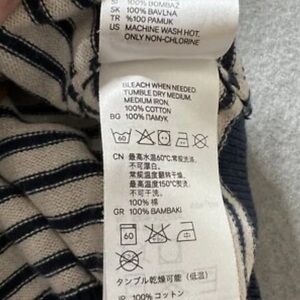 SI 100% BOMBAŽ
SK 100% BAVLNA
TR %100 PAMUK
US MACHINE WASH HOT,
ONLY NON-CHLORINE
BLEACH WHEN NEEDED
TUMBLE DRY MEDIUM,
MEDIUM IRON,
100% COTTON
BG 100% ПАМУК
60
CN 最高水温60℃,常规洗涤,
不可漂白。
常规温度翻转干燥。
最高温度150℃熨烫。
不可干洗。
100% 棉
GR 100% BAMBAKI
60
タンブル乾燥可能(低温)
JP 100% コットン